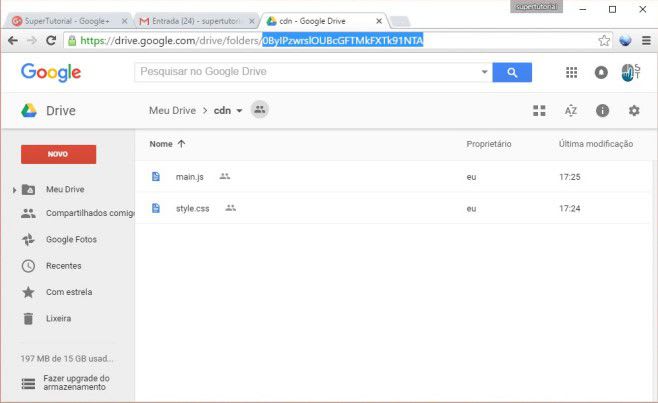 supertutorial
SuperTutorial - Google+
Entrada (24) - supertutoria
cdn - Google Drive
https://drive.google.com/drive/folders/0ByIPzwrslOUBcGFTMkFXTk91NTA
Google
Pesquisar no Google Drive
Drive
Meu Drive > cdn
NOVO
Nome
Proprietário
Última modificação
Meu Drive
main.js
eu
17:25
Compartilhados comigo
style.css
eu
17:24
Google Fotos
Recentes
Com estrela
Lixeira
197 MB de 15 GB usad...
Fazer upgrade do
armazenamento